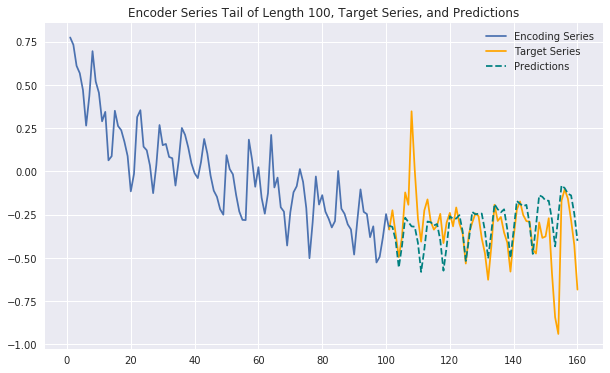 Encoder Series Tail of Length 100, Target Series, and Predictions
Encoding Series
Target Series
Predictions
0.75
0.50
0.25
0.00
−0.25
−0.50
−0.75
−1.00
0 20 40 60 80 100 120 140 160